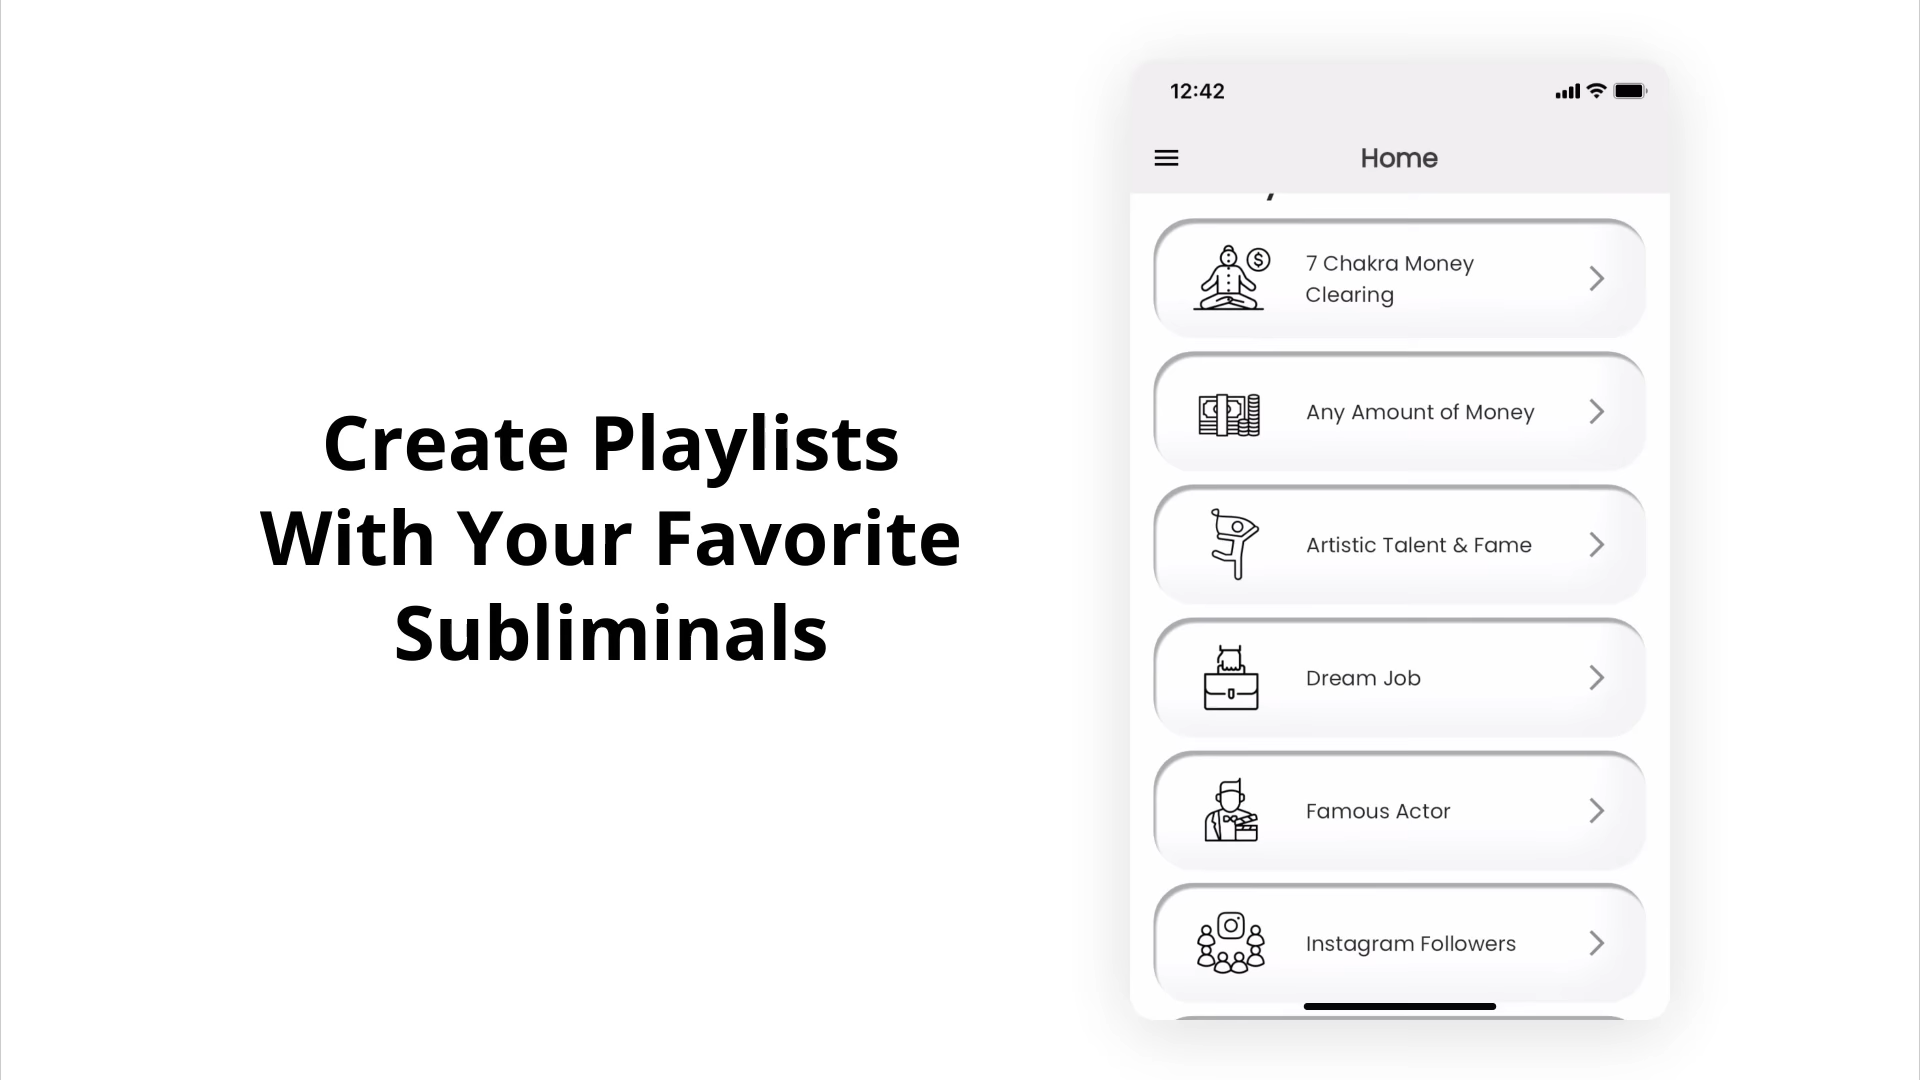 Create Playlists
With Your Favorite
Subliminals
12:42
Home
7 Chakra Money
Clearing
Any Amount of Money
Artistic Talent & Fame
Dream Job
Famous Actor
Instagram Followers